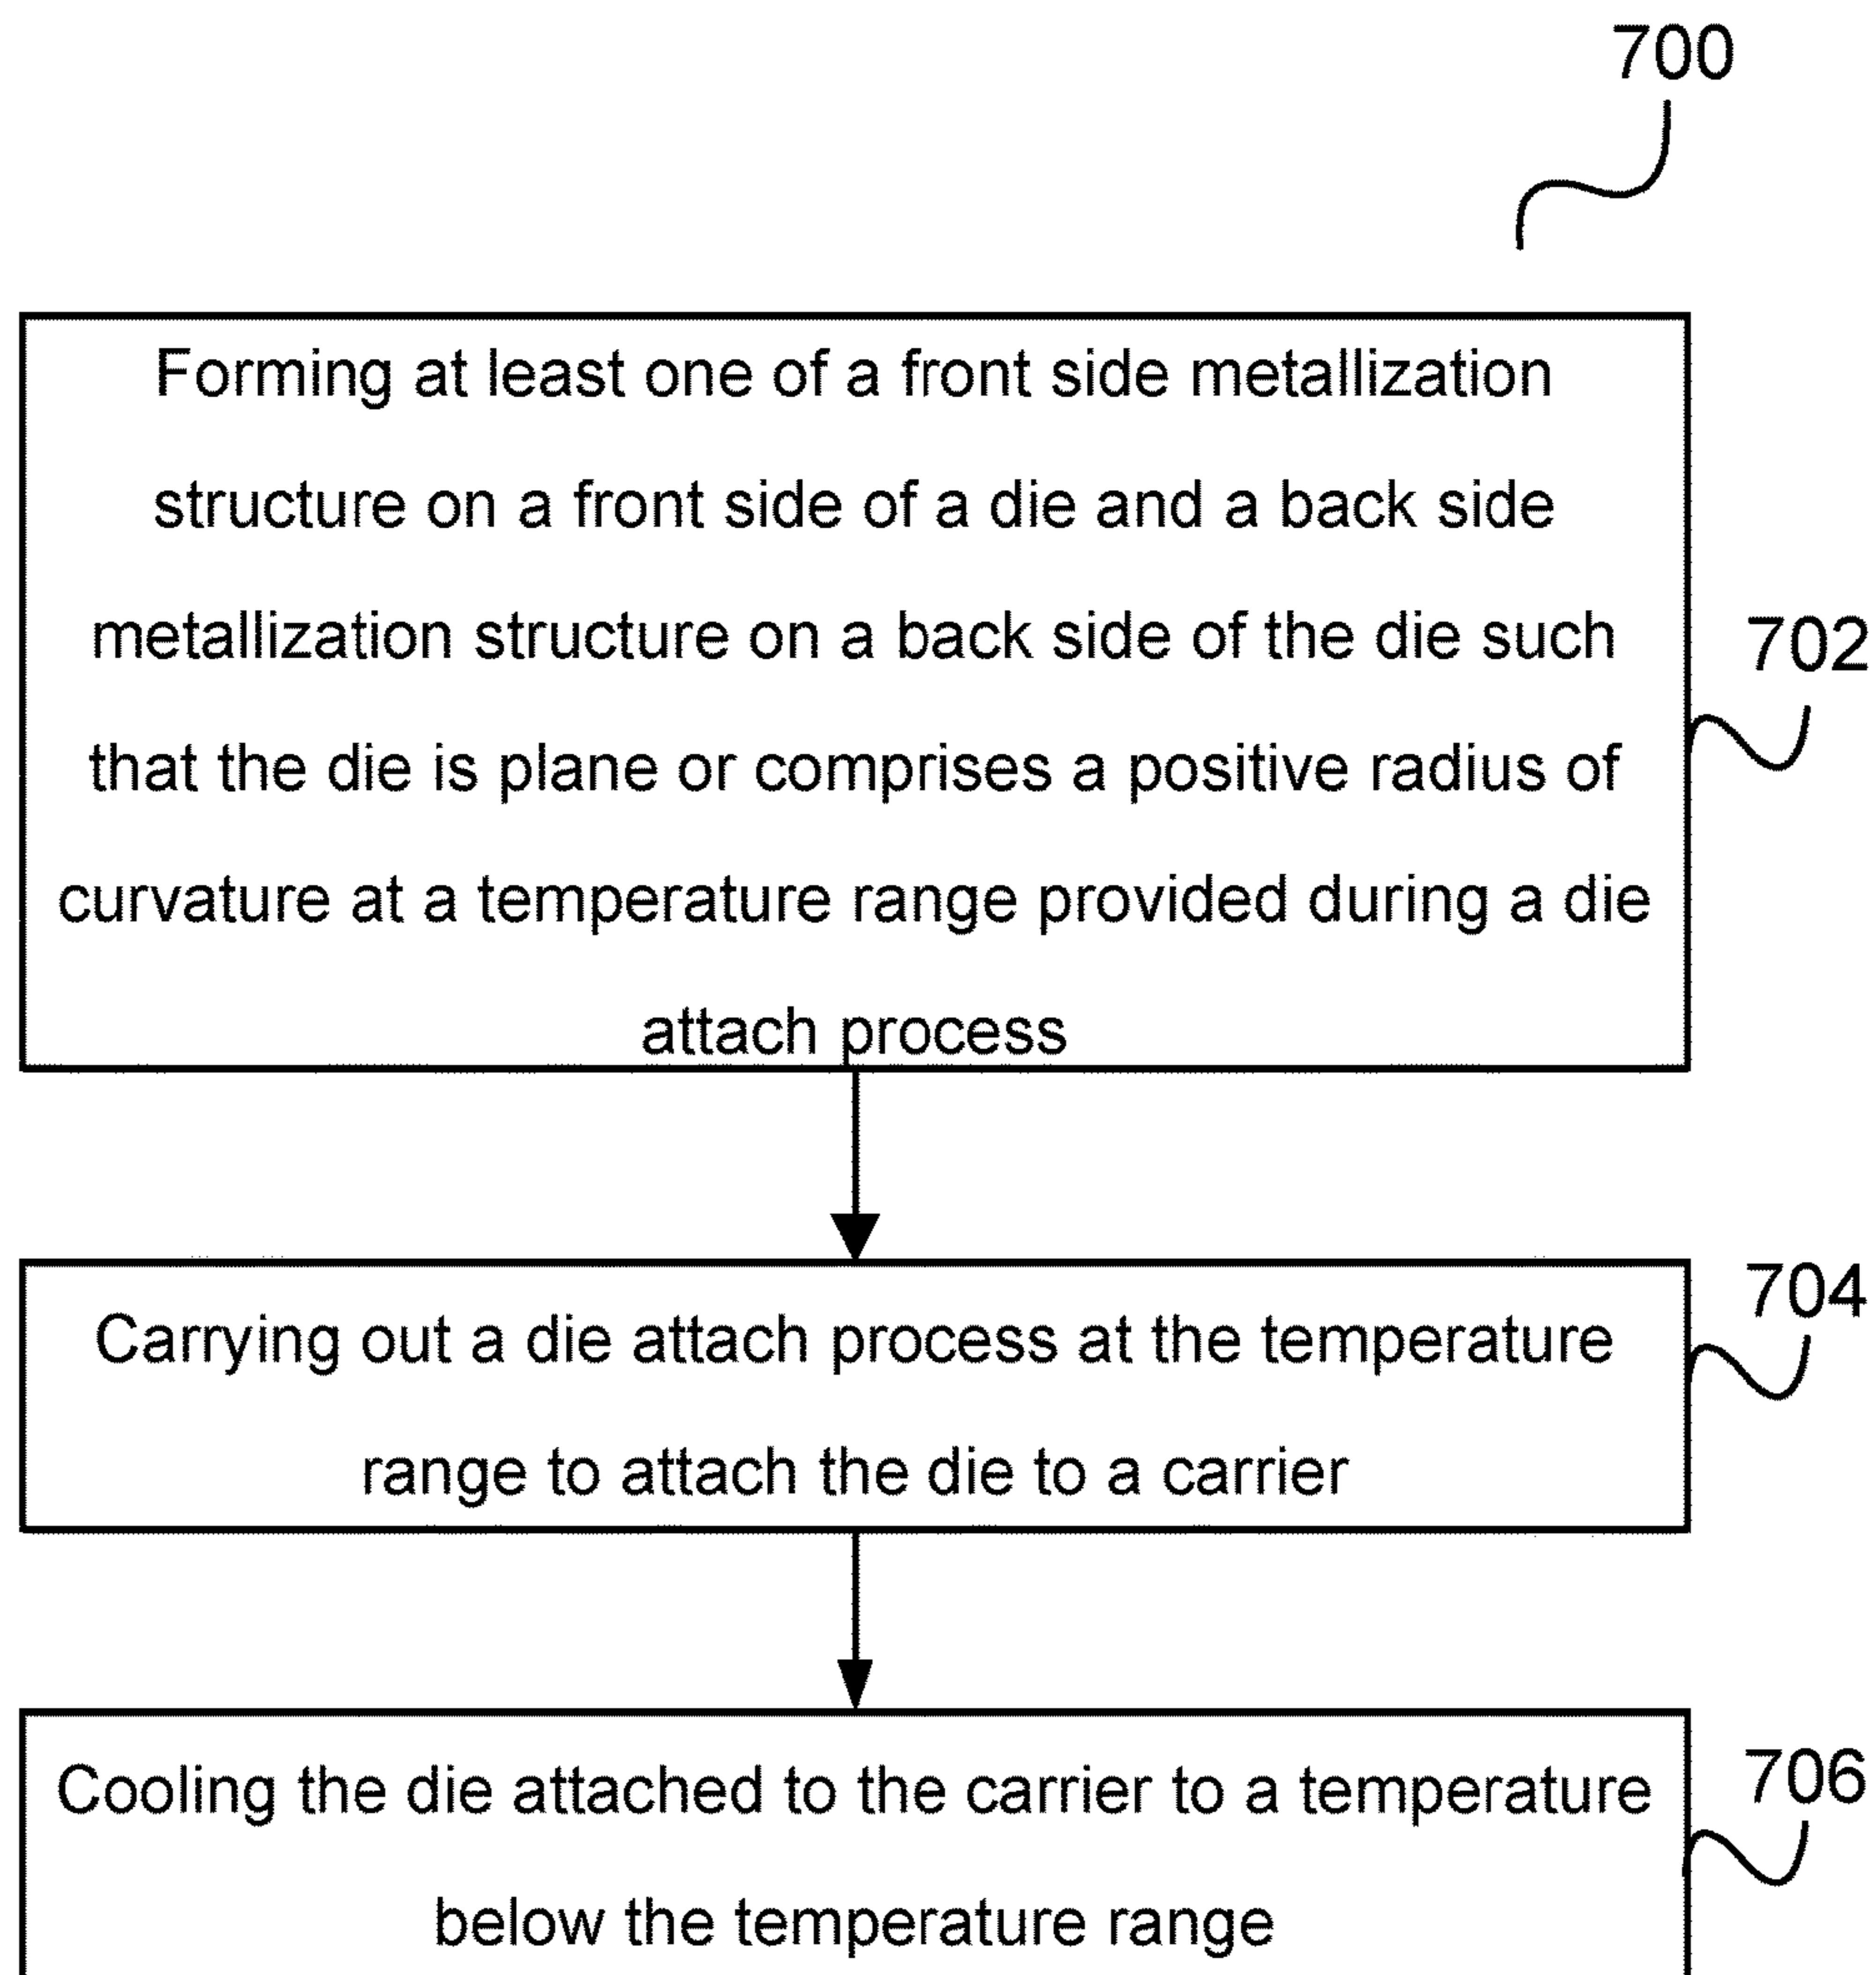 700
Forming at least one of a front side metallization
structure on a front side of a die and a back side
metallization structure on a back side of the die such
that the die is plane or comprises a positive radius of
curvature at a temperature range provided during a die
attach process
702
Carrying out a die attach process at the temperature
range to attach the die to a carrier
704
Cooling the die attached to the carrier to a temperature
below the temperature range
706